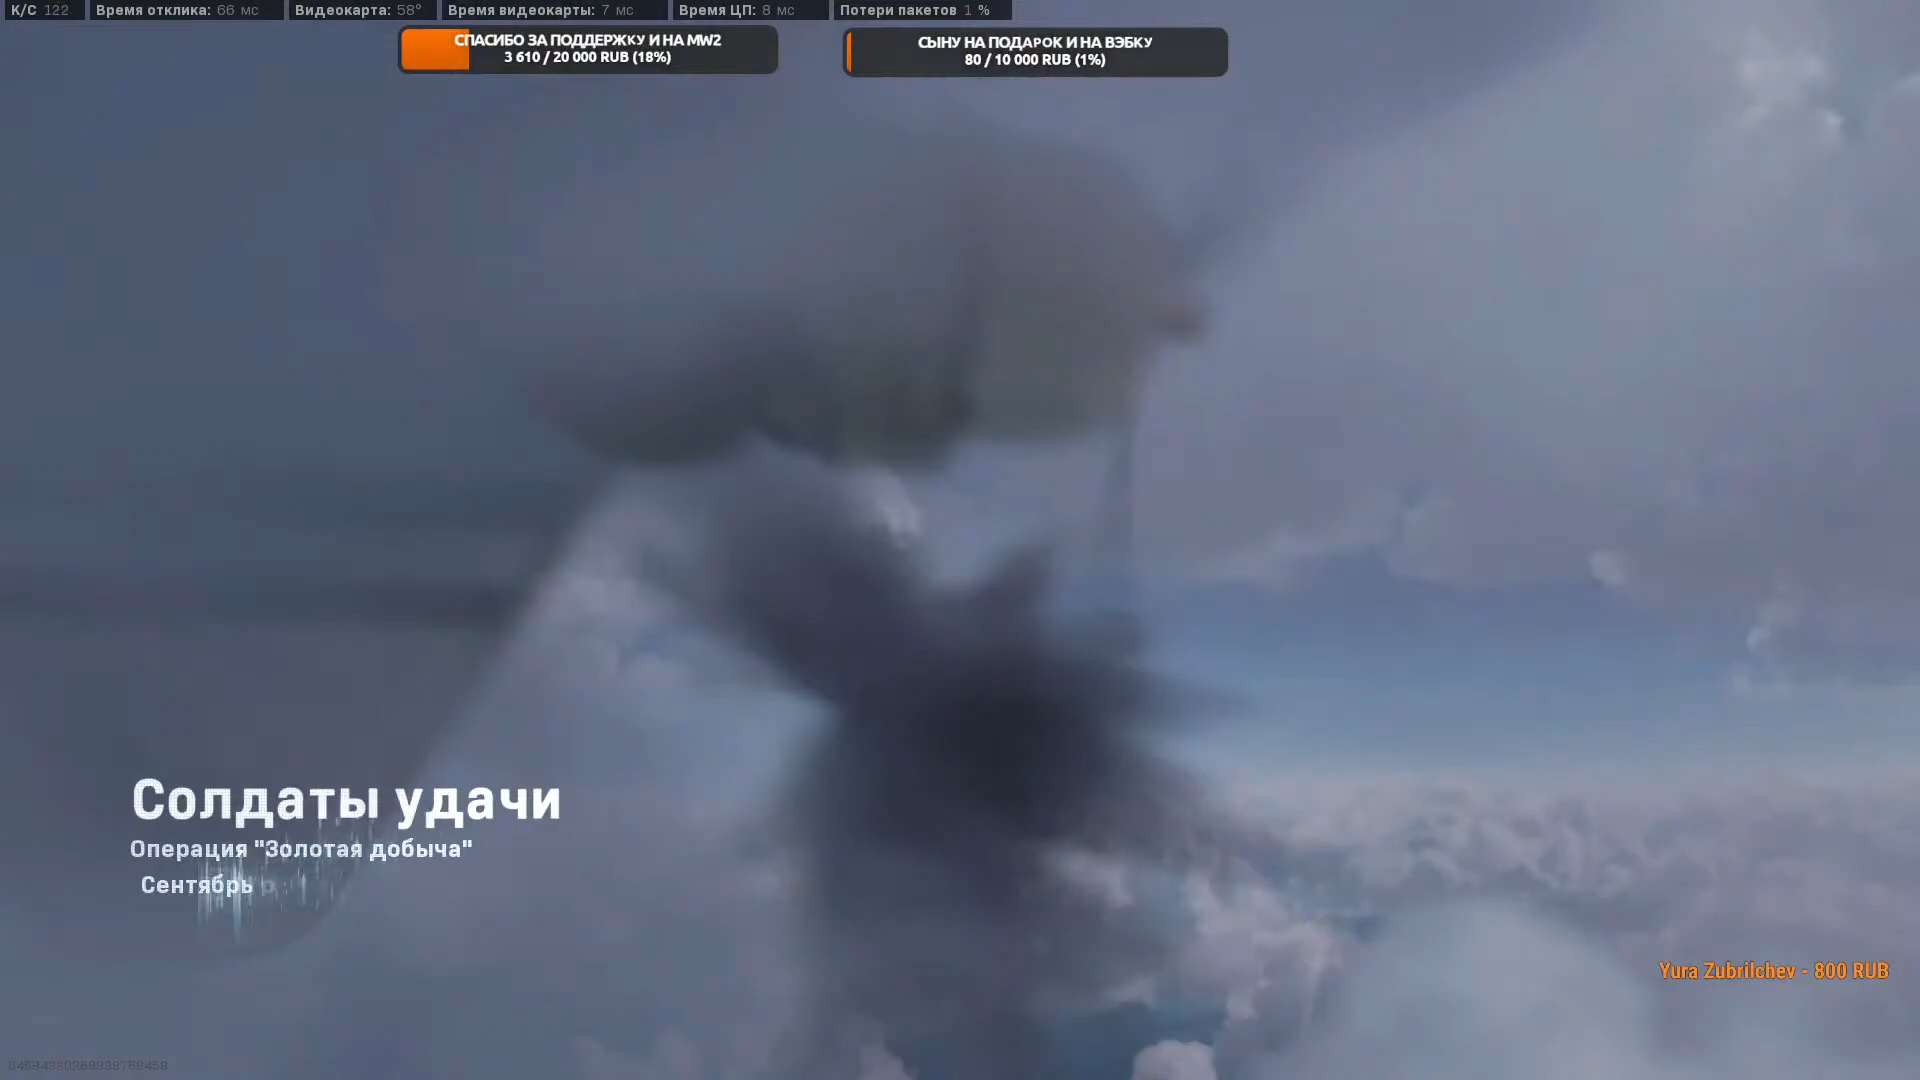 К/С 122 Время отклика: 66 мс Видеокарта: 58° Время видеокарты: 7 мс Время ЦП: 8 мс Потери пакетов 1 %
СПАСИБО ЗА ПОДДЕРЖКУ И НА MW2
3 610 / 20 000 RUB (18%)
СЫНУ НА ПОДАРОК И НА ВЭБКУ
80 / 10 000 RUB (1%)
Солдаты удачи
Операция "Золотая добыча"
Сентябрь
Yura Zubrilchev - 800 RUB